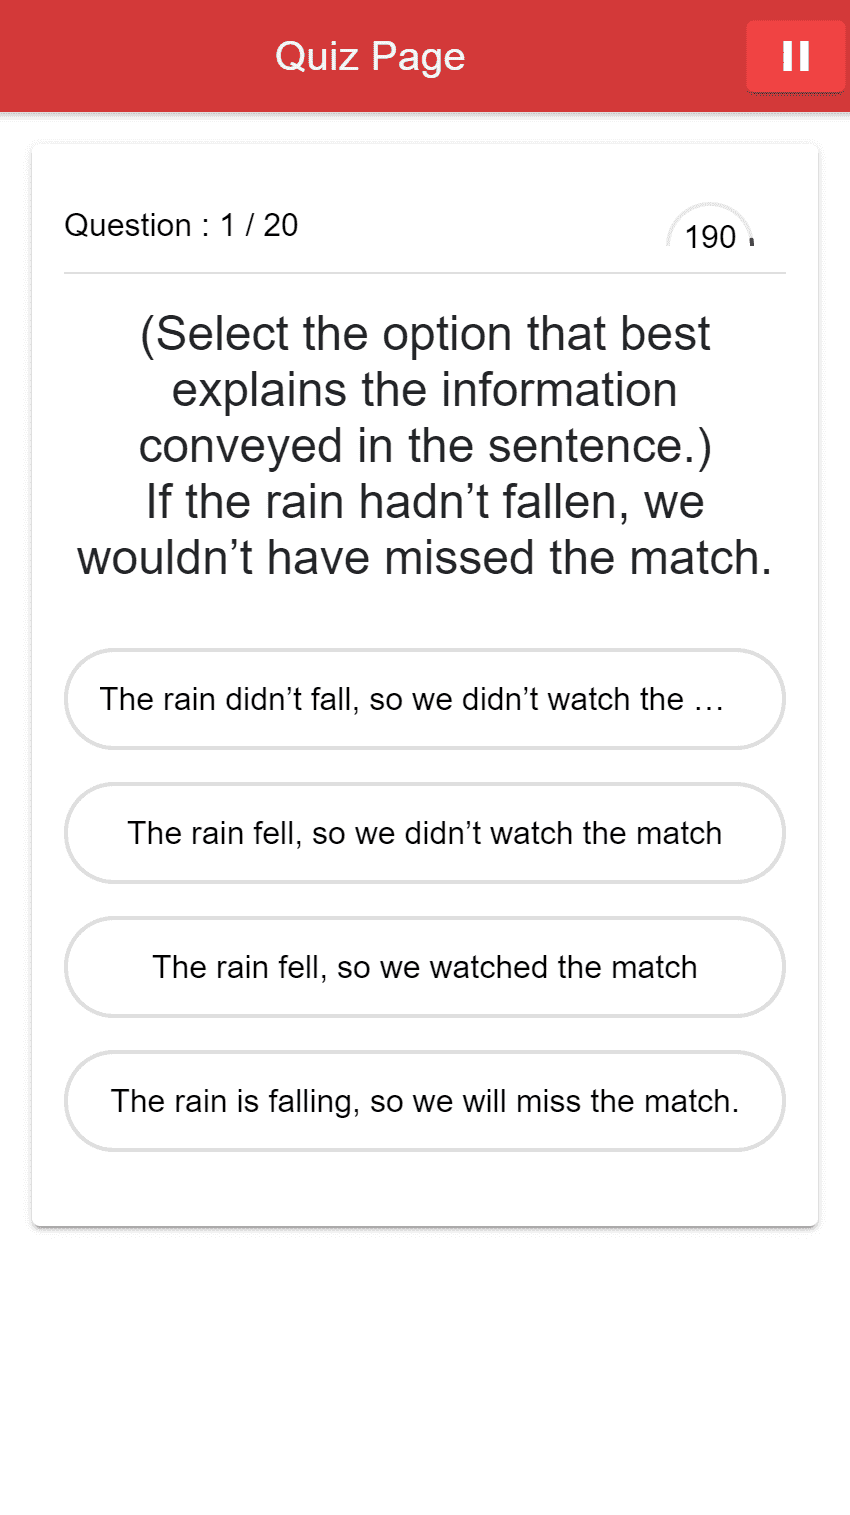 Quiz Page
Question : 1 / 20
190
(Select the option that best
explains the information
conveyed in the sentence.)
If the rain hadn’t fallen, we
wouldn’t have missed the match.
The rain didn’t fall, so we didn’t watch the …
The rain fell, so we didn’t watch the match
The rain fell, so we watched the match
The rain is falling, so we will miss the match.